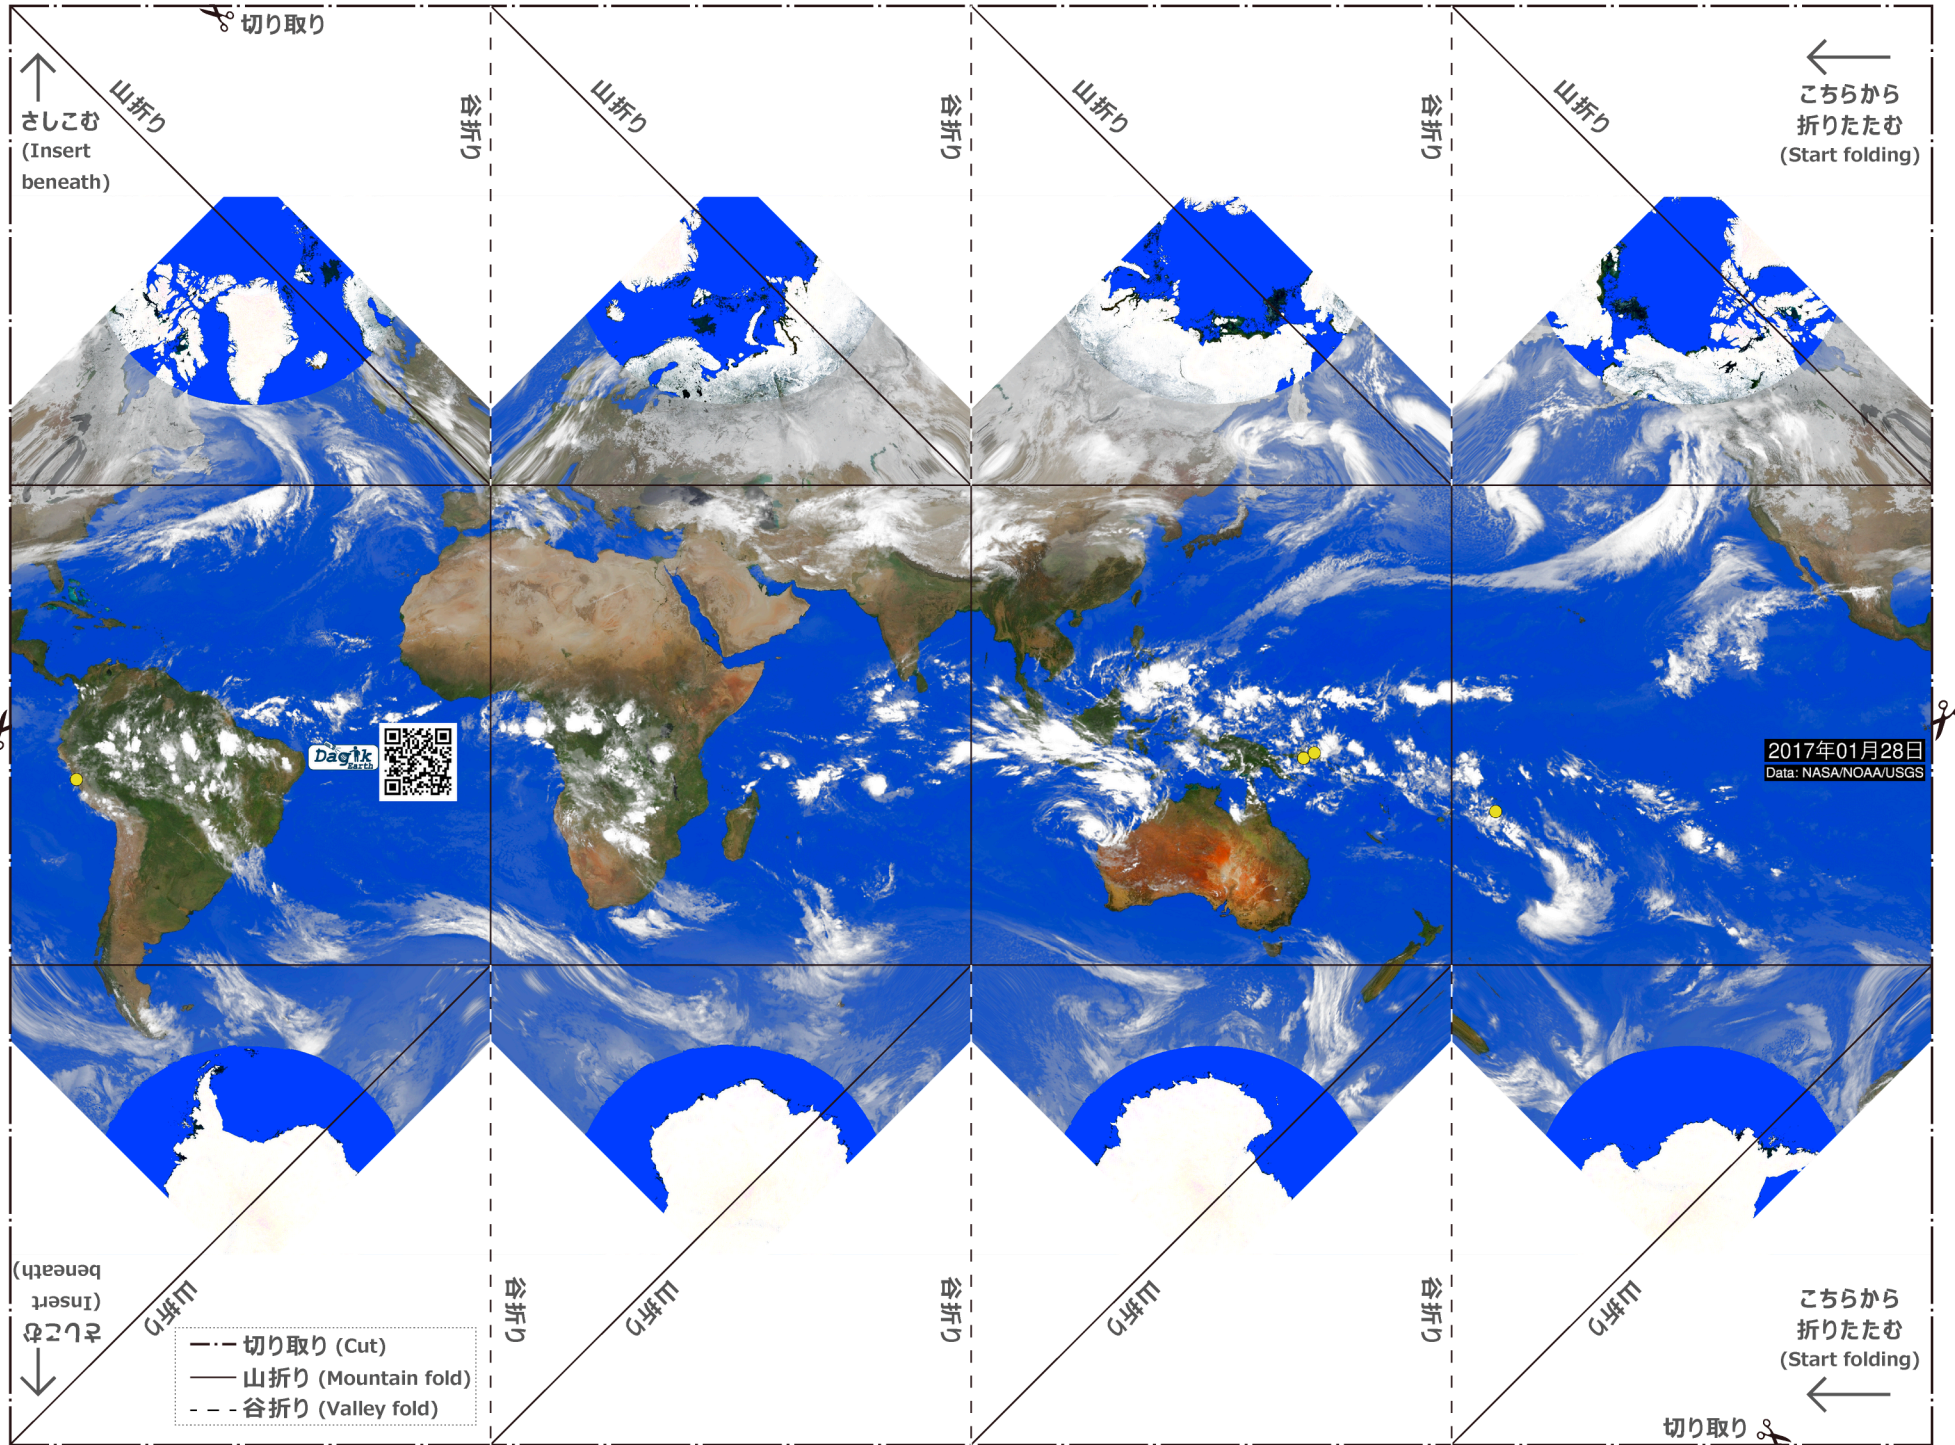 切り取り
さしこむ
(Insert
beneath)
山折り
谷折り
山折り
谷折り
山折り
谷折り
山折り
こちらから
折りたたむ
(Start folding)
Dagik
Earth
2017年01月28日
Data: NASA/NOAA/USGS
さしこむ
(Insert
beneath)
山折り
谷折り
山折り
谷折り
山折り
谷折り
山折り
こちらから
折りたたむ
(Start folding)
切り取り (Cut)
山折り (Mountain fold)
谷折り (Valley fold)
切り取り